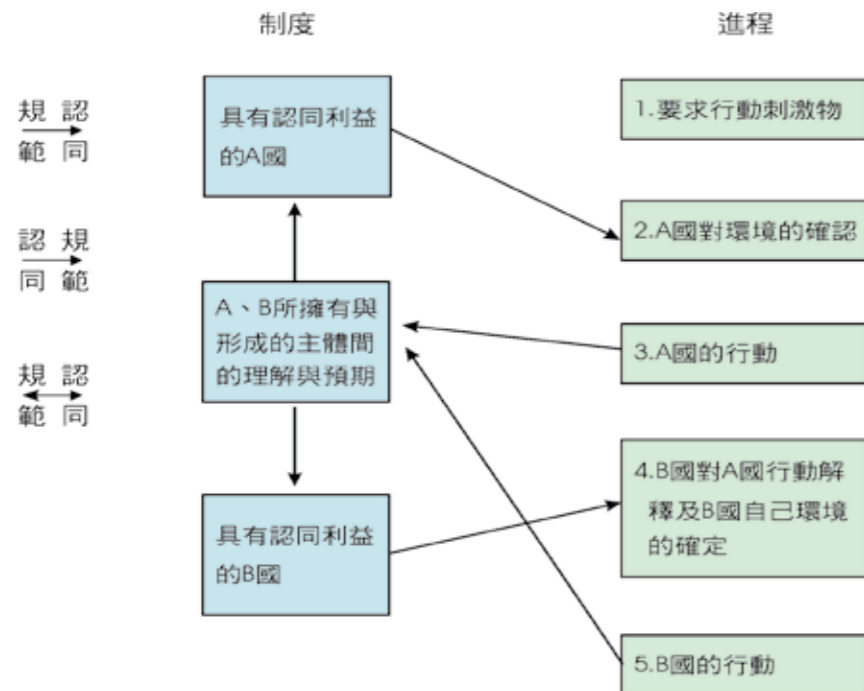 制度
進程
規 認
範 同
認 規
同 範
規 認
範 同
具有認同利益
的A國
A、B所擁有與
形成的主體間
的理解與預期
具有認同利益
的B國
1.要求行動刺激物
2.A國對環境的確認
3.A國的行動
4.B國對A國行動解
釋及B國自己環境
的確定
5.B國的行動